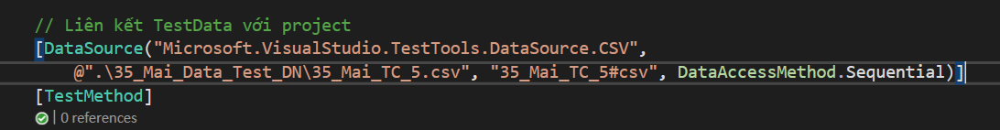 // Liên kết TestData với project
[DataSource("Microsoft.VisualStudio.TestTools.DataSource.CSV",
@".\35_Mai_Data_Test_DN\35_Mai_TC_5.csv", "35_Mai_TC_5#csv", DataAccessMethod.Sequential)]
[TestMethod]
| 0 references